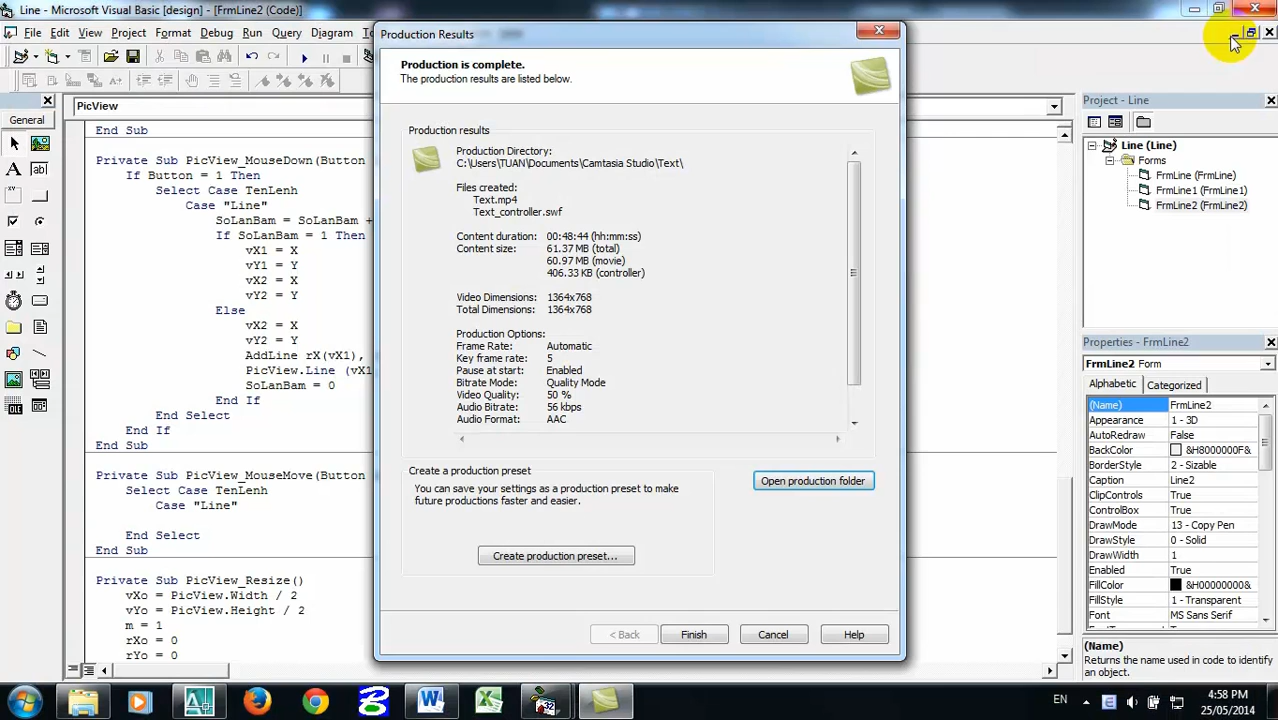 Line - Microsoft Visual Basic [design] - [FrmLine2 (Code)]
File Edit View Project Format Debug Run Query Diagram
PicView
End Sub
Private Sub PicView_MouseDown(Button
If Button = 1 Then
Select Case TenLenh
Case "Line"
SoLanBam = SoLanBam +
If SoLanBam = 1 Then
vX1 = X
vY1 = Y
vX2 = X
vY2 = Y
Else
vX2 = X
vY2 = Y
AddLine rX(vX1),
PicView.Line (vX1
SoLanBam = 0
End If
End Select
End If
End Sub
Private Sub PicView_MouseMove(Button
Select Case TenLenh
Case "Line"
End Select
End Sub
Private Sub PicView_Resize()
vXo = PicView.Width / 2
vYo = PicView.Height / 2
m = 1
rXo = 0
rYo = 0
General
Production Results
Production is complete.
The production results are listed below.
Production results
Production Directory:
C:\Users\TUAN\Documents\Camtasia Studio\Text\
Files created:
Text.mp4
Text_controller.swf
Content duration: 00:48:44 (hh:mm:ss)
Content size: 61.37 MB (total)
60.97 MB (movie)
406.33 KB (controller)
Video Dimensions: 1364x768
Total Dimensions: 1364x768
Production Options:
Frame Rate: Automatic
Key frame rate: 5
Pause at start: Enabled
Bitrate Mode: Quality Mode
Video Quality: 50 %
Audio Bitrate: 56 kbps
Audio Format: AAC
Create a production preset
You can save your settings as a production preset to make
future productions faster and easier.
Create production preset...
Open production folder
< Back Finish Cancel Help
Project - Line
Line (Line)
Forms
FrmLine (FrmLine)
FrmLine1 (FrmLine1)
FrmLine2 (FrmLine2)
Properties - FrmLine2
FrmLine2 Form
Alphabetic Categorized
(Name) FrmLine2
Appearance 1 - 3D
AutoRedraw False
BackColor &H8000000F&
BorderStyle 2 - Sizable
Caption Line2
ClipControls True
ControlBox True
DrawMode 13 - Copy Pen
DrawStyle 0 - Solid
DrawWidth 1
Enabled True
FillColor &H00000000&
FillStyle 1 - Transparent
Font MS Sans Serif
(Name)
Returns the name used in code to identify
an object.
EN
4:58 PM
25/05/2014